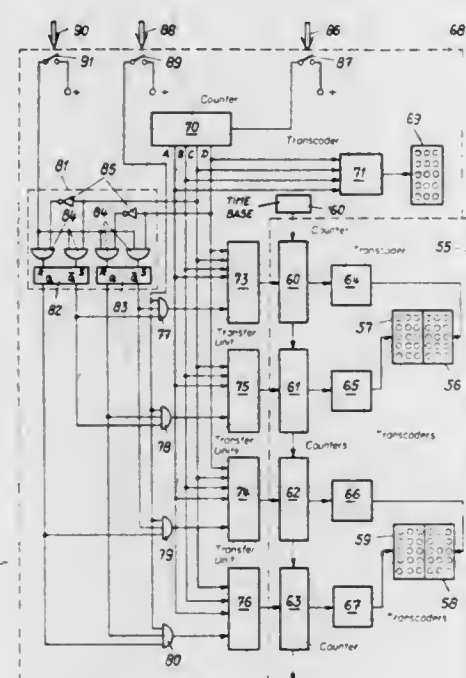 90 88 86 68
91 89 87
+ + +
Counter
70
A B C D
Transcoder
69
71
81 85
TIME BASE
160
84 84
Counter
Transcoder
55
R S R S
Q Q̅ Q Q̅
73 60 64
82 83 77
57
56
Transfer Unit
75 61 65
78
Transcoders
Transfer Units
Counters
74 62 66
79
59
58
Transfer Unit
76 63 67
Transcoders
80
Counter